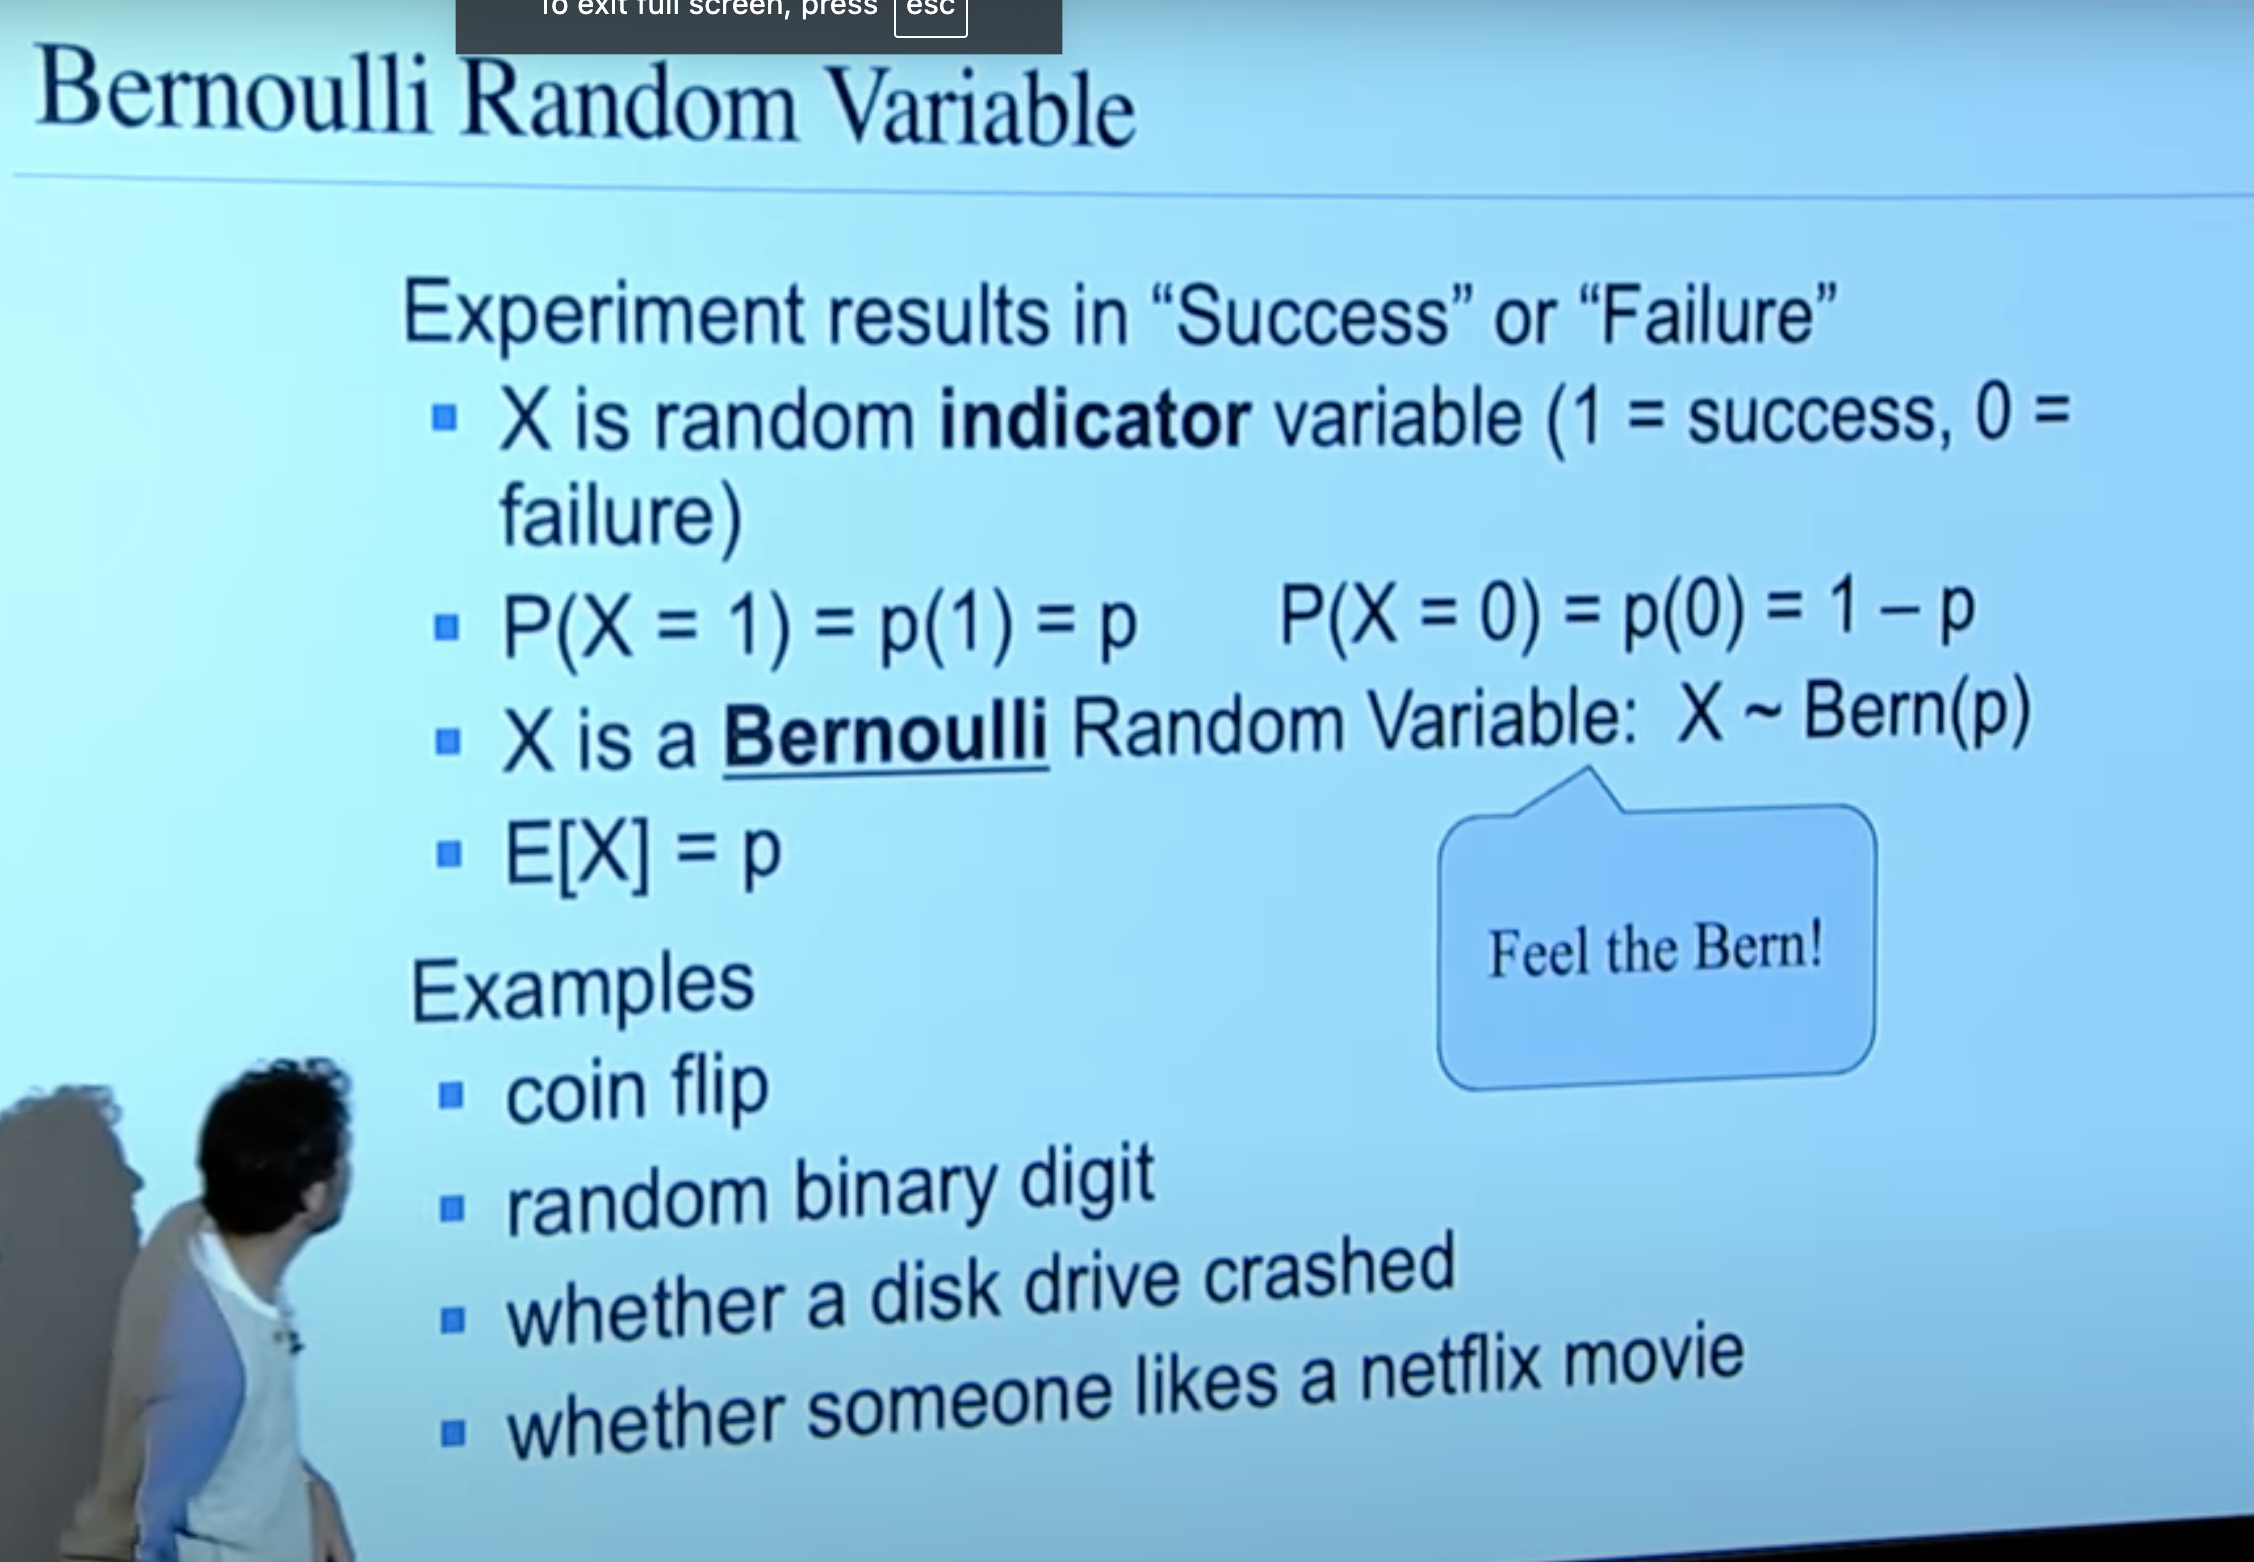 To exit full screen, press esc
Bernoulli Random Variable
Experiment results in “Success” or “Failure”
X is random indicator variable (1 = success, 0 =
failure)
P(X = 1) = p(1) = p P(X = 0) = p(0) = 1 – p
X is a Bernoulli Random Variable: X ~ Bern(p)
E[X] = p
Feel the Bern!
Examples
coin flip
random binary digit
whether a disk drive crashed
whether someone likes a netflix movie